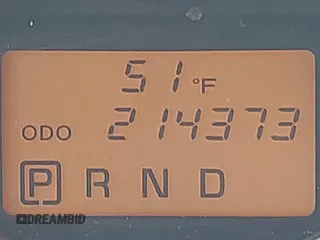 51 °F
ODO 214373
P R N D
DREAMBID